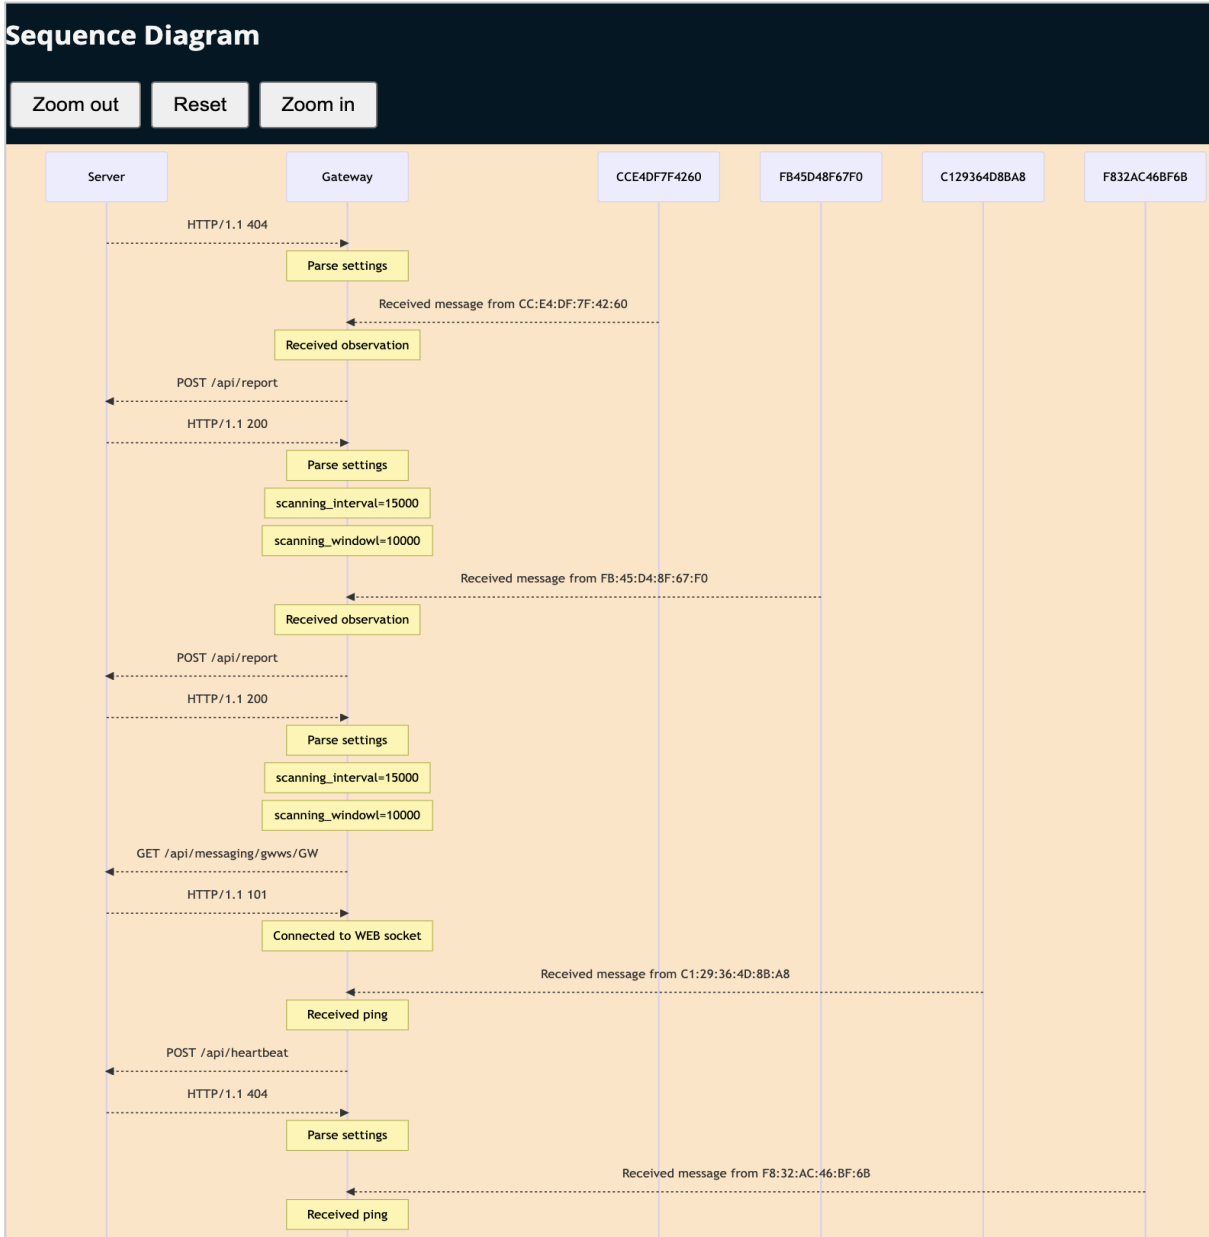 Sequence Diagram
Zoom out
Reset
Zoom in
Server
Gateway
CCE4DF7F4260
FB45D48F67F0
C129364D8BA8
F832AC46BF6B
HTTP/1.1 404
Parse settings
Received message from CC:E4:DF:7F:42:60
Received observation
POST /api/report
HTTP/1.1 200
Parse settings
scanning_interval=15000
scanning_windowl=10000
Received message from FB:45:D4:8F:67:F0
Received observation
POST /api/report
HTTP/1.1 200
Parse settings
scanning_interval=15000
scanning_windowl=10000
GET /api/messaging/gwws/GW
HTTP/1.1 101
Connected to WEB socket
Received message from C1:29:36:4D:8B:A8
Received ping
POST /api/heartbeat
HTTP/1.1 404
Parse settings
Received message from F8:32:AC:46:BF:6B
Received ping